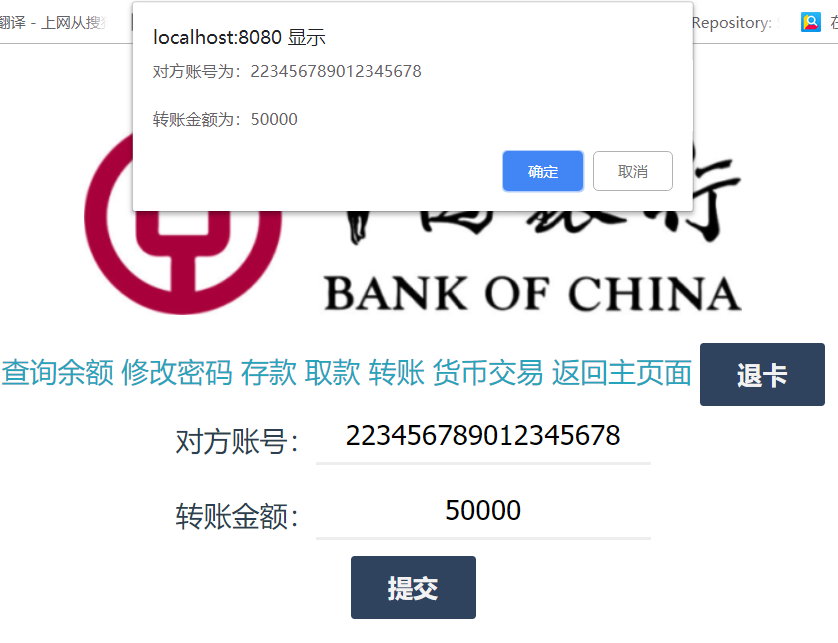 翻译 - 上网从搜
Repository:
localhost:8080 显示
对方账号为：223456789012345678
转账金额为：50000
确定 取消
BANK OF CHINA
查询余额 修改密码 存款 取款 转账 货币交易 返回主页面 退卡
对方账号： 223456789012345678
转账金额： 50000
提交